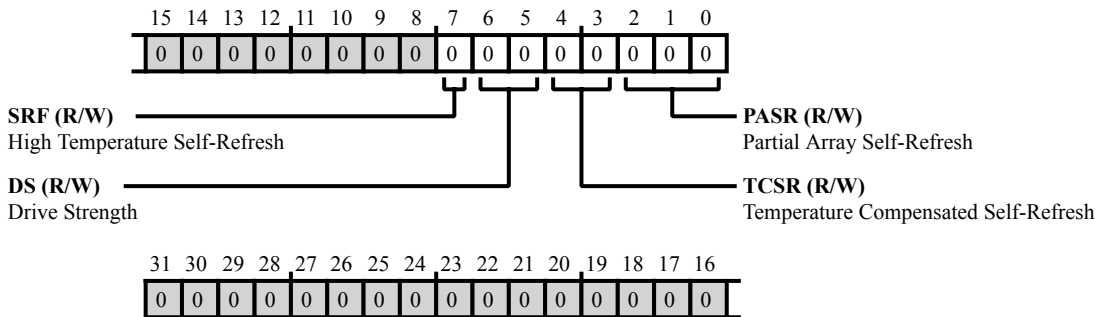 15 14 13 12 11 10 9 8 7 6 5 4 3 2 1 0
0 0 0 0 0 0 0 0 0 0 0 0 0 0 0 0
SRF (R/W)
High Temperature Self-Refresh
PASR (R/W)
Partial Array Self-Refresh
DS (R/W)
Drive Strength
TCSR (R/W)
Temperature Compensated Self-Refresh
31 30 29 28 27 26 25 24 23 22 21 20 19 18 17 16
0 0 0 0 0 0 0 0 0 0 0 0 0 0 0 0